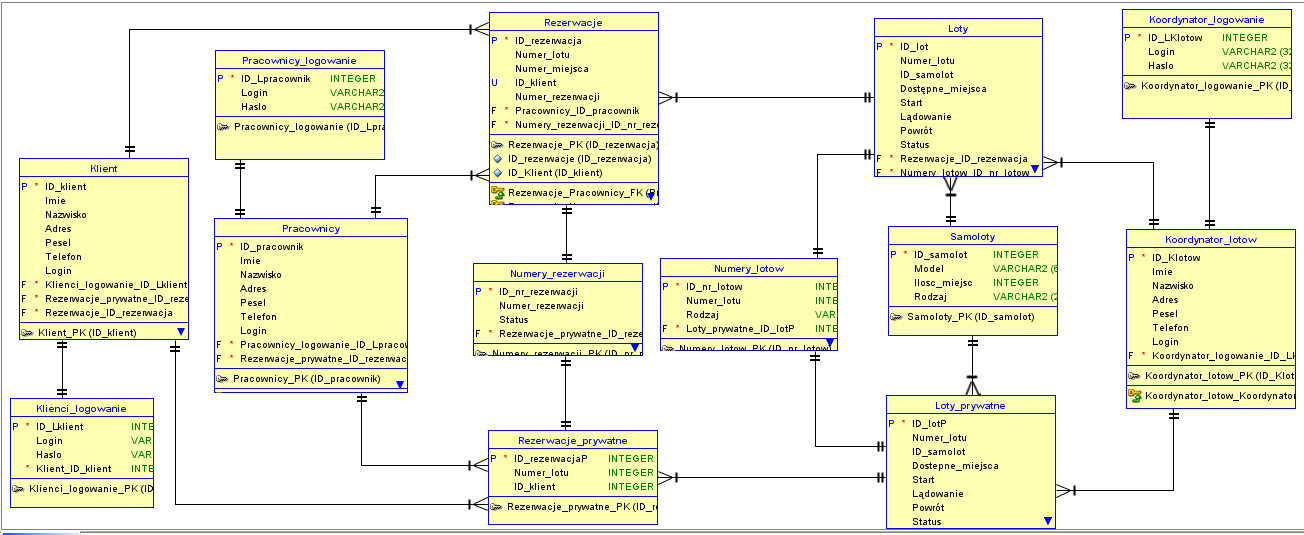 Rezerwacje
P * ID_rezerwacja
Numer_lotu
Numer_miejsca
U ID_klient
Numer_rezerwacji
F * Pracownicy_ID_pracownik
F * Numery_rezerwacji_ID_nr_reze
Rezerwacje_PK (ID_rezerwacja)
ID_rezerwacje (ID_rezerwacja)
ID_Klient (ID_klient)
Rezerwacje_Pracownicy_FK
Loty
P * ID_lot
Numer_lotu
ID_samolot
Dostępne_miejsca
Start
Lądowanie
Powrót
Status
F * Rezerwacje_ID_rezerwacja
F * Numery_lotow_ID_nr_lotow
Koordynator_logowanie
P * ID_LKlotow INTEGER
Login VARCHAR2 (32
Haslo VARCHAR2 (32
Koordynator_logowanie_PK (ID_
Pracownicy_logowanie
P * ID_Lpracownik INTEGER
Login VARCHAR2
Haslo VARCHAR2
Pracownicy_logowanie (ID_Lpra
Klient
P * ID_klient
Imie
Nazwisko
Adres
Pesel
Telefon
Login
F * Klienci_logowanie_ID_Lklient
F * Rezerwacje_prywatne_ID_reze
F * Rezerwacje_ID_rezerwacja
Klient_PK (ID_klient)
Pracownicy
P * ID_pracownik
Imie
Nazwisko
Adres
Pesel
Telefon
Login
F * Pracownicy_logowanie_ID_Lpracow
F * Rezerwacje_prywatne_ID_rezerwac
Pracownicy_PK (ID_pracownik)
Numery_rezerwacji
P * ID_nr_rezerwacji
Numer_rezerwacji
Status
F * Rezerwacje_prywatne_ID_reze
Numery_rezerwacji_PK (ID_nr_r
Numery_lotow
P * ID_nr_lotow INTE
Numer_lotu INTE
Rodzaj VAR
F * Loty_prywatne_ID_lotP INTE
Numery_lotow_PK (ID_nr_lotow)
Samoloty
P * ID_samolot INTEGER
Model VARCHAR2 (6
Ilosc_miejsc INTEGER
Rodzaj VARCHAR2 (2
Samoloty_PK (ID_samolot)
Koordynator_lotow
P * ID_Klotow
Imie
Nazwisko
Adres
Pesel
Telefon
Login
F * Koordynator_logowanie_ID_LK
Koordynator_lotow_PK (ID_Klot
Koordynator_lotow_Koordynator
Klienci_logowanie
P * ID_Lklient INTE
Login VAR
Haslo VAR
* Klient_ID_klient INTE
Klienci_logowanie_PK (ID
Rezerwacje_prywatne
P * ID_rezerwacjaP INTEGER
Numer_lotu INTEGER
ID_klient INTEGER
Rezerwacje_prywatne_PK (ID_r
Loty_prywatne
P * ID_lotP
Numer_lotu
ID_samolot
Dostepne_miejsca
Start
Lądowanie
Powrót
Status